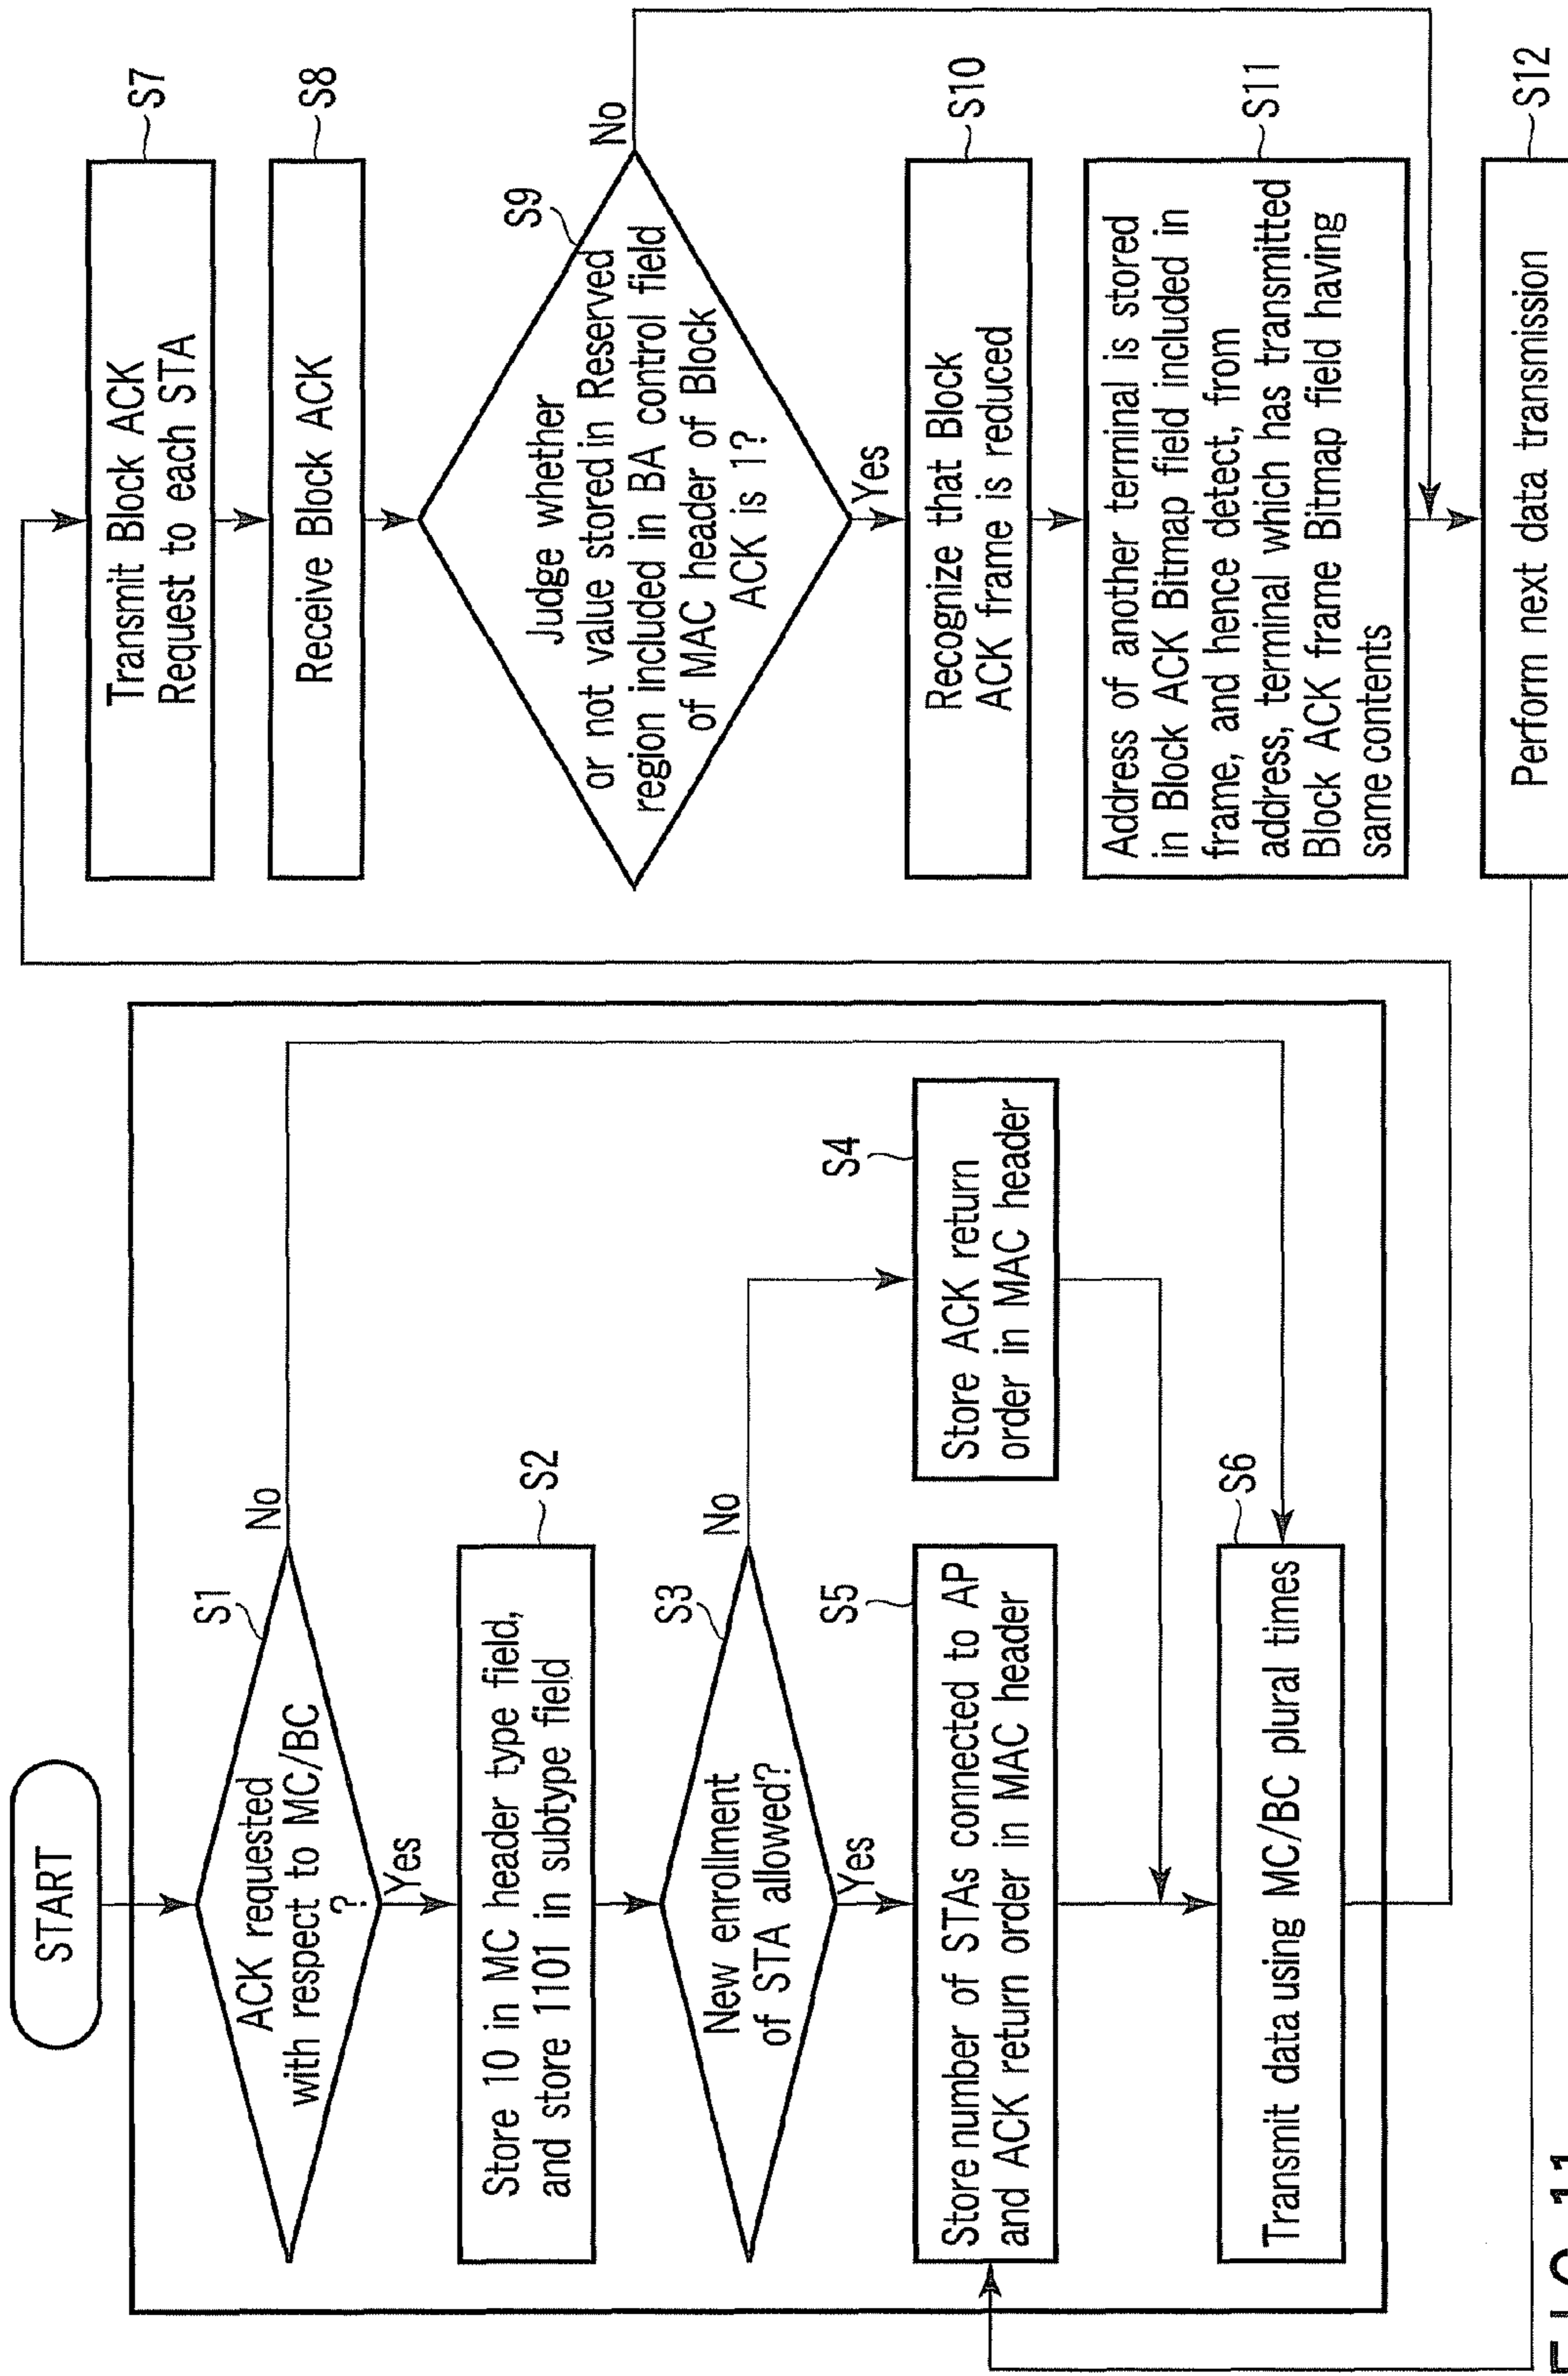 START
S1
ACK requested
with respect to MC/BC
?
No
Yes
S2
Store 10 in MC header type field,
and store 1101 in subtype field
S3
New enrollment
of STA allowed?
No
Yes
S4
Store ACK return
order in MAC header
S5
Store number of STAs connected to AP
and ACK return order in MAC header
S6
Transmit data using MC/BC plural times
S7
Transmit Block ACK
Request to each STA
S8
Receive Block ACK
S9
Judge whether
or not value stored in Reserved
region included in BA control field
of MAC header of Block
ACK is 1?
No
Yes
S10
Recognize that Block
ACK frame is reduced
S11
Address of another terminal is stored
in Block ACK Bitmap field included in
frame, and hence detect, from
address, terminal which has transmitted
Block ACK frame Bitmap field having
same contents
S12
Perform next data transmission
FIG. 11